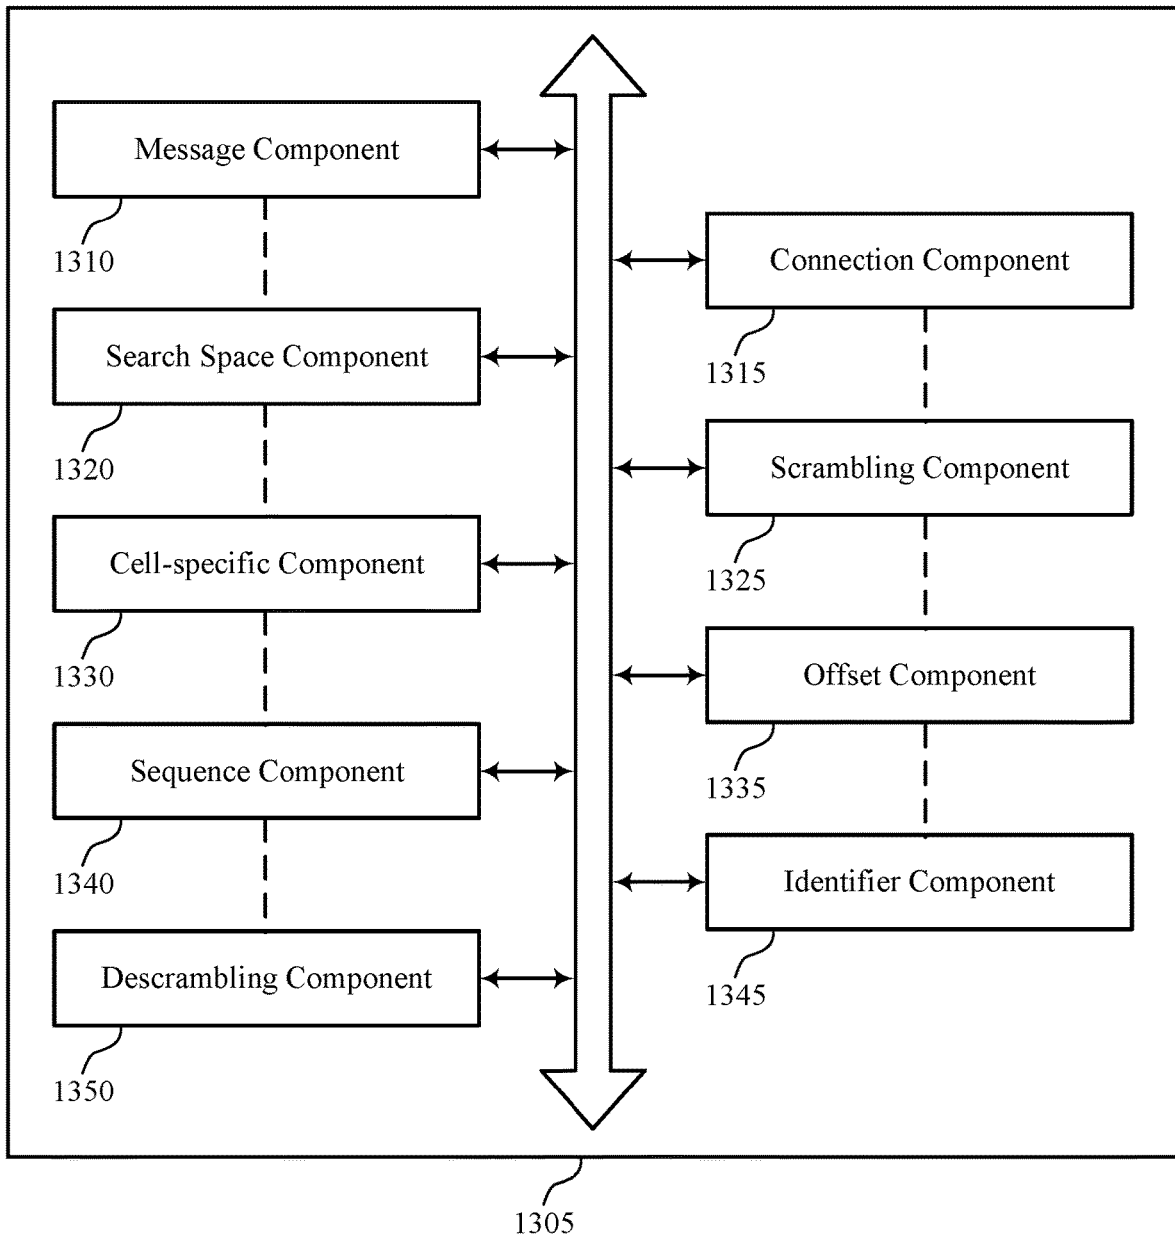 Message Component
1310
Connection Component
1315
Search Space Component
1320
Scrambling Component
1325
Cell-specific Component
1330
Offset Component
1335
Sequence Component
1340
Identifier Component
1345
Descrambling Component
1350
1305